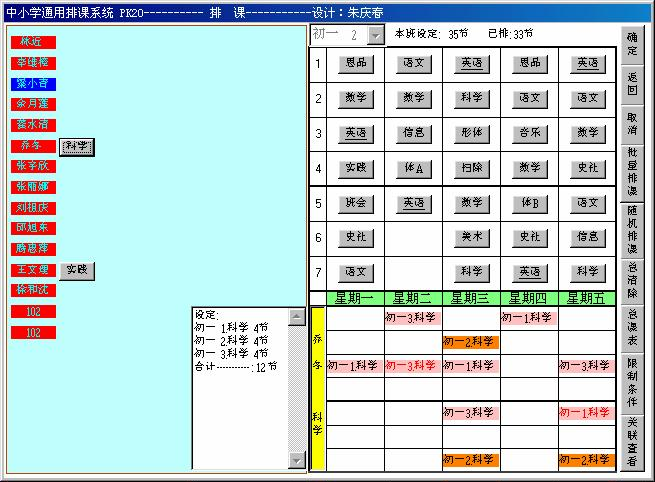 中小学通用排课系统 PK20---------- 排 课-----------设计：朱庆春
林近
李继棱
梁小杏
余月莲
龚水清
乔冬 科学
张宇欣
张丽娜
刘祖庆
邱旭东
腾惠萍
王文理 实践
徐和沈
102
102
初一 2 本班设定: 35节 已排:33节
1 思品 语文 英语 思品 英语
2 数学 数学 科学 语文 语文
3 英语 信息 形体 音乐 数学
4 实践 体A 扫除 数学 史社
5 班会 英语 数学 体B 语文
6 史社 美术 史社 信息
7 语文 科学 英语 科学
星期一 星期二 星期三 星期四 星期五
乔冬 科学
初一3科学 初一1科学
初一2科学
初一1科学 初一3科学 初一1科学 初一3科学
初一3科学 初一1科学
初一2科学 初一2科学
设定:
初一 1科学 4节
初一 2科学 4节
初一 3科学 4节
合计----------:12节
确定
返回
取消
批量排课
随机排课
总清除
总课表
限制条件
关联查看